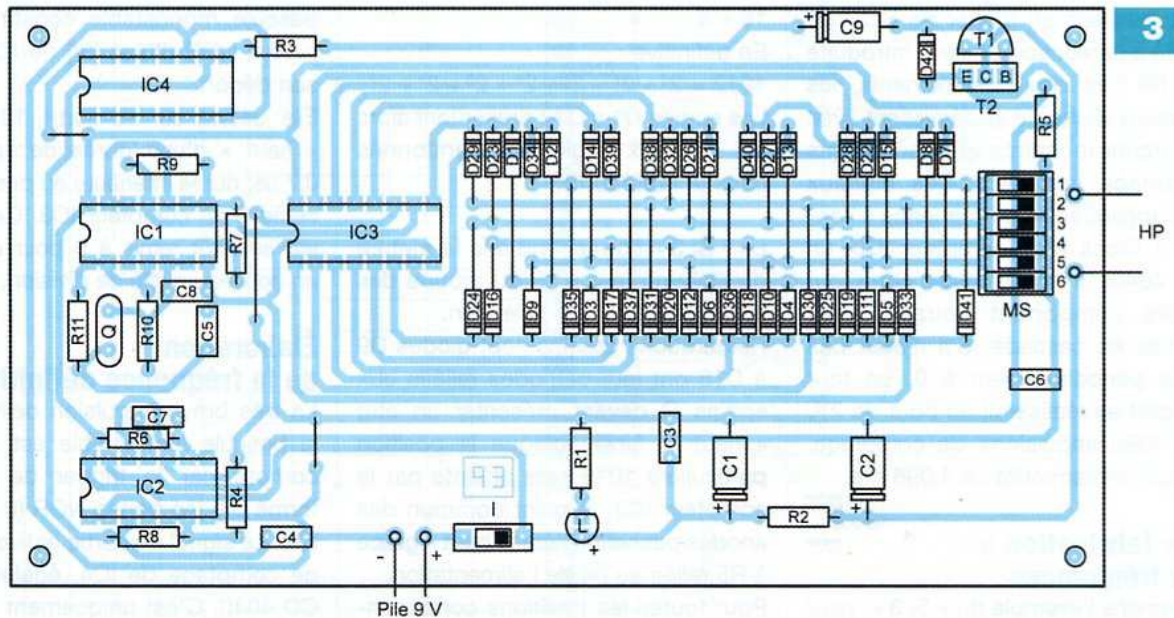 3
R3
C9
D42
T1
IC4
E C B
T2
R5
R9
D29
D23
D1
D34
D2
D14
D39
D38
D32
D26
D21
D40
D27
D13
D28
D22
D15
D8
D7
1
2
3
4
5
6
HP
MS
IC1
R7
IC3
C8
R11
Q
R10
C5
D24
D16
D9
D35
D3
D17
D37
D31
D20
D12
D6
D36
D18
D10
D4
D30
D25
D19
D11
D5
D33
D41
C6
C7
R6
R1
C3
C1
C2
IC2
R4
R8
C4
L
R2
- +
Pile 9 V